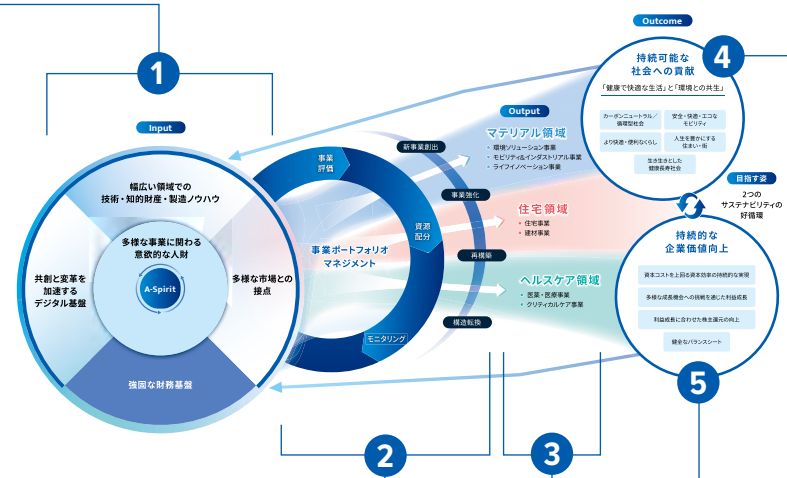 1
Input
幅広い領域での
技術・知的財産・製造ノウハウ
多様な事業に関わる
意欲的な人財
A-Spirit
共創と変革を
加速する
デジタル基盤
多様な市場との
接点
強固な財務基盤
事業
評価
資源
配分
モニタリング
事業ポートフォリオ
マネジメント
2
新事業創出
事業強化
再構築
構造転換
Output
マテリアル領域
・環境ソリューション事業
・モビリティ&インダストリアル事業
・ライフイノベーション事業
住宅領域
・住宅事業
・建材事業
ヘルスケア領域
・医薬・医療事業
・クリティカルケア事業
3
Outcome
4
持続可能な
社会への貢献
「健康で快適な生活」と「環境との共生」
カーボンニュートラル／
循環型社会
安全・快適・エコな
モビリティ
より快適・便利なくらし
人生を豊かにする
住まい・街
生き生きとした
健康長寿社会
目指す姿
2つの
サステナビリティの
好循環
持続的な
企業価値向上
資本コストを上回る資本効率の持続的な実現
多様な成長機会への挑戦を通じた利益成長
利益成長に合わせた株主還元の向上
健全なバランスシート
5